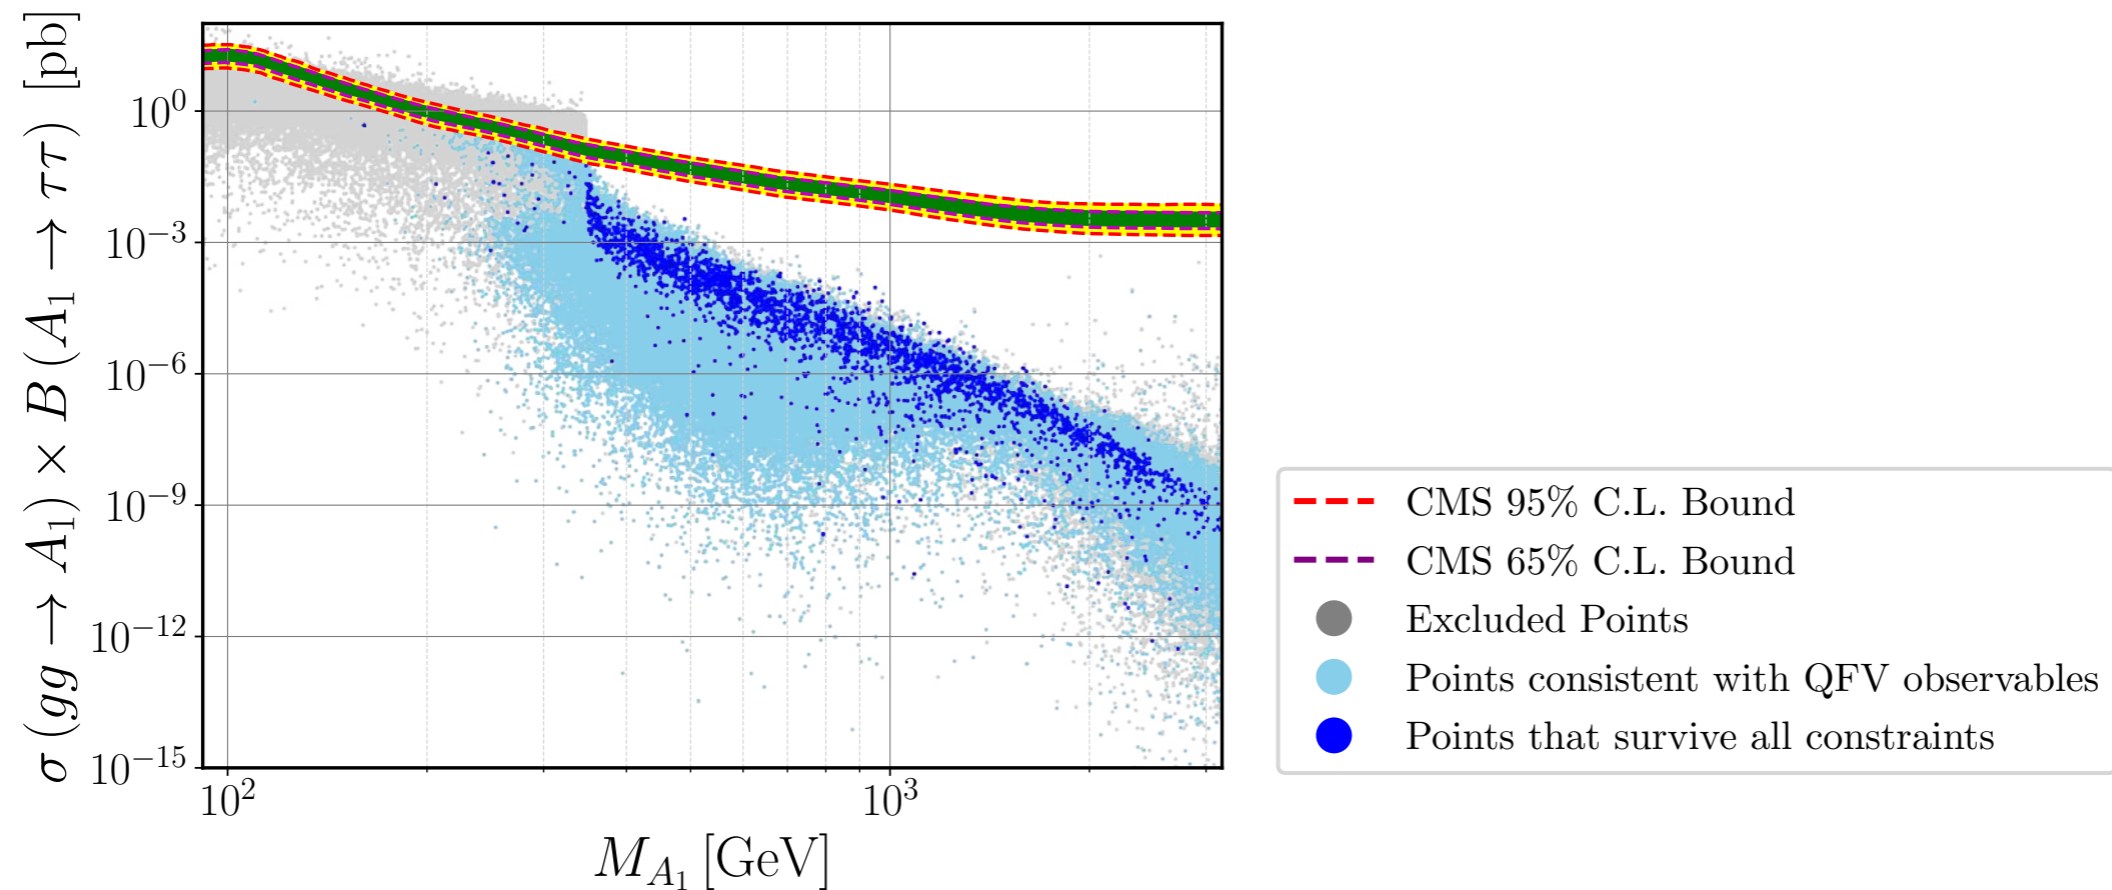 σ (gg → A₁) × B (A₁ → ττ) [pb]
10⁰
10⁻³
10⁻⁶
10⁻⁹
10⁻¹²
10⁻¹⁵
10²
10³
M_{A₁} [GeV]
CMS 95% C.L. Bound
CMS 65% C.L. Bound
Excluded Points
Points consistent with QFV observables
Points that survive all constraints